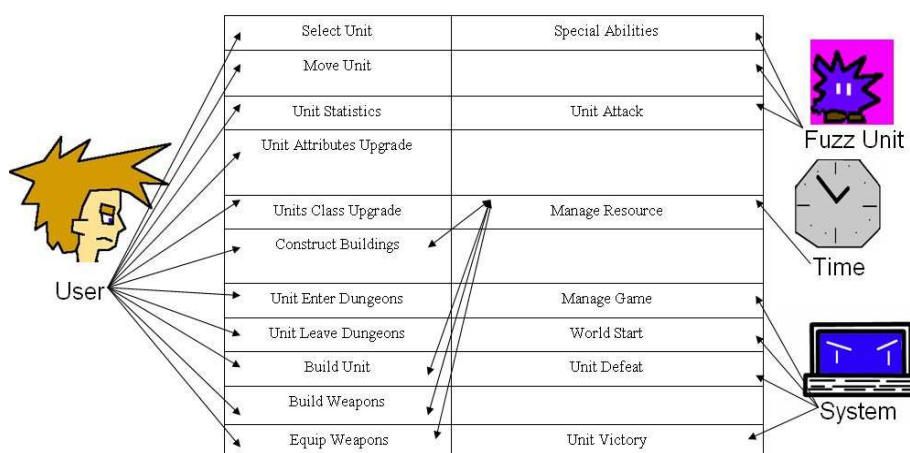 Select Unit
Special Abilities
Move Unit
Unit Statistics
Unit Attack
Fuzz Unit
Unit Attributes Upgrade
Units Class Upgrade
Manage Resource
Construct Buildings
Time
User
Unit Enter Dungeons
Manage Game
Unit Leave Dungeons
World Start
Build Unit
Unit Defeat
Build Weapons
System
Equip Weapons
Unit Victory